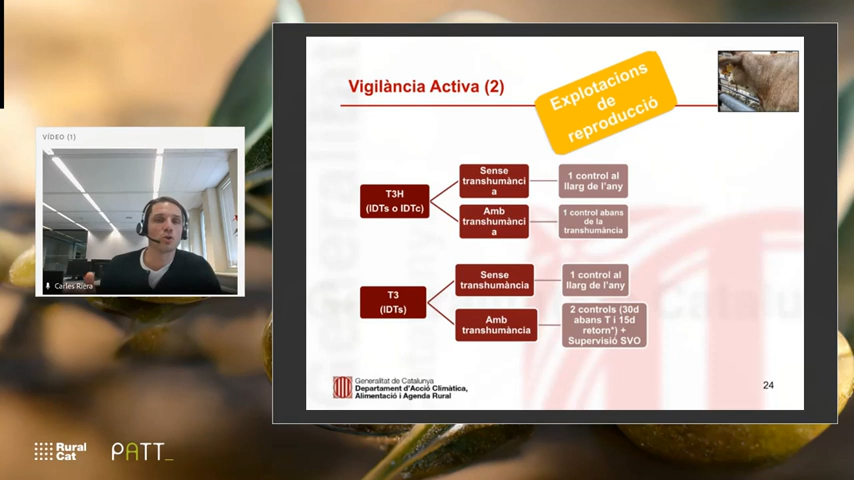 VÍDEO (1)
Carles Riera
Vigilància Activa (2)
Explotacions
de
reproducció
T3H
(IDTs o IDTc)
Sense
transhumànci
a
1 control al
llarg de l'any
Amb
transhumànci
a
1 control abans
de la
transhumància
T3
(IDTs)
Sense
transhumància
1 control al
llarg de l'any
Amb
transhumància
2 controls (30d
abans T i 15d
retorn*) +
Supervisió SVO
Generalitat de Catalunya
Departament d'Acció Climàtica,
Alimentació i Agenda Rural
24
Rural
Cat
PATT_